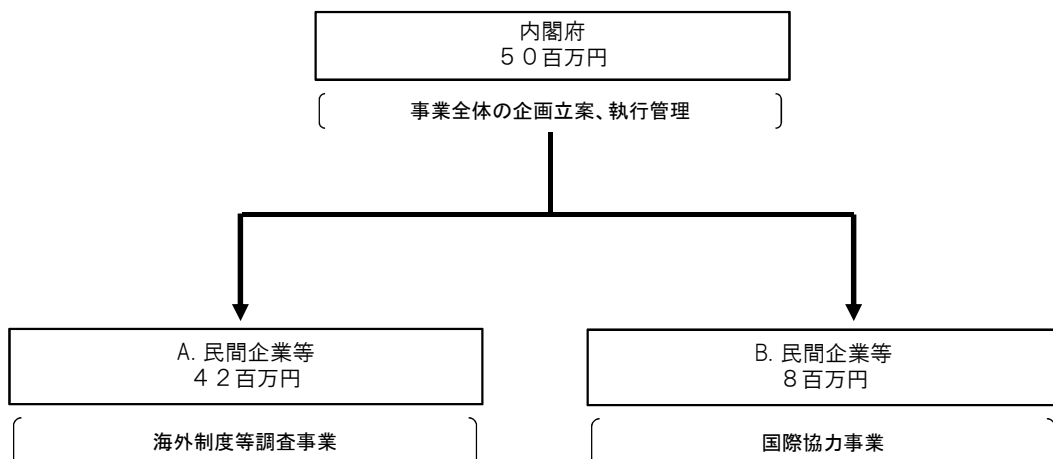 内閣府
５０百万円
事業全体の企画立案、執行管理
A. 民間企業等
４２百万円
海外制度等調査事業
B. 民間企業等
８百万円
国際協力事業